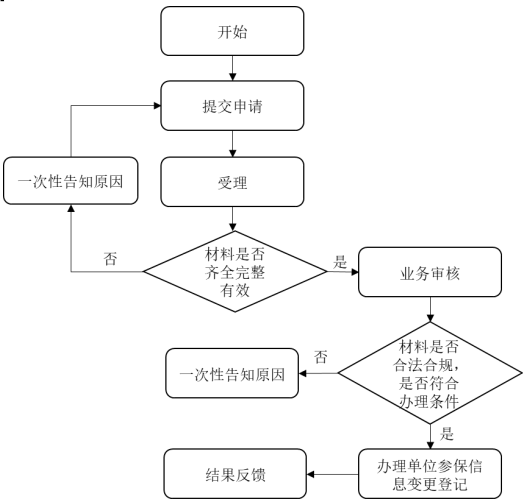 开始
提交申请
一次性告知原因
受理
否
材料是否
齐全完整
有效
是
业务审核
一次性告知原因
否
材料是否
合法合规，
是否符合
办理条件
是
结果反馈
办理单位参保信
息变更登记